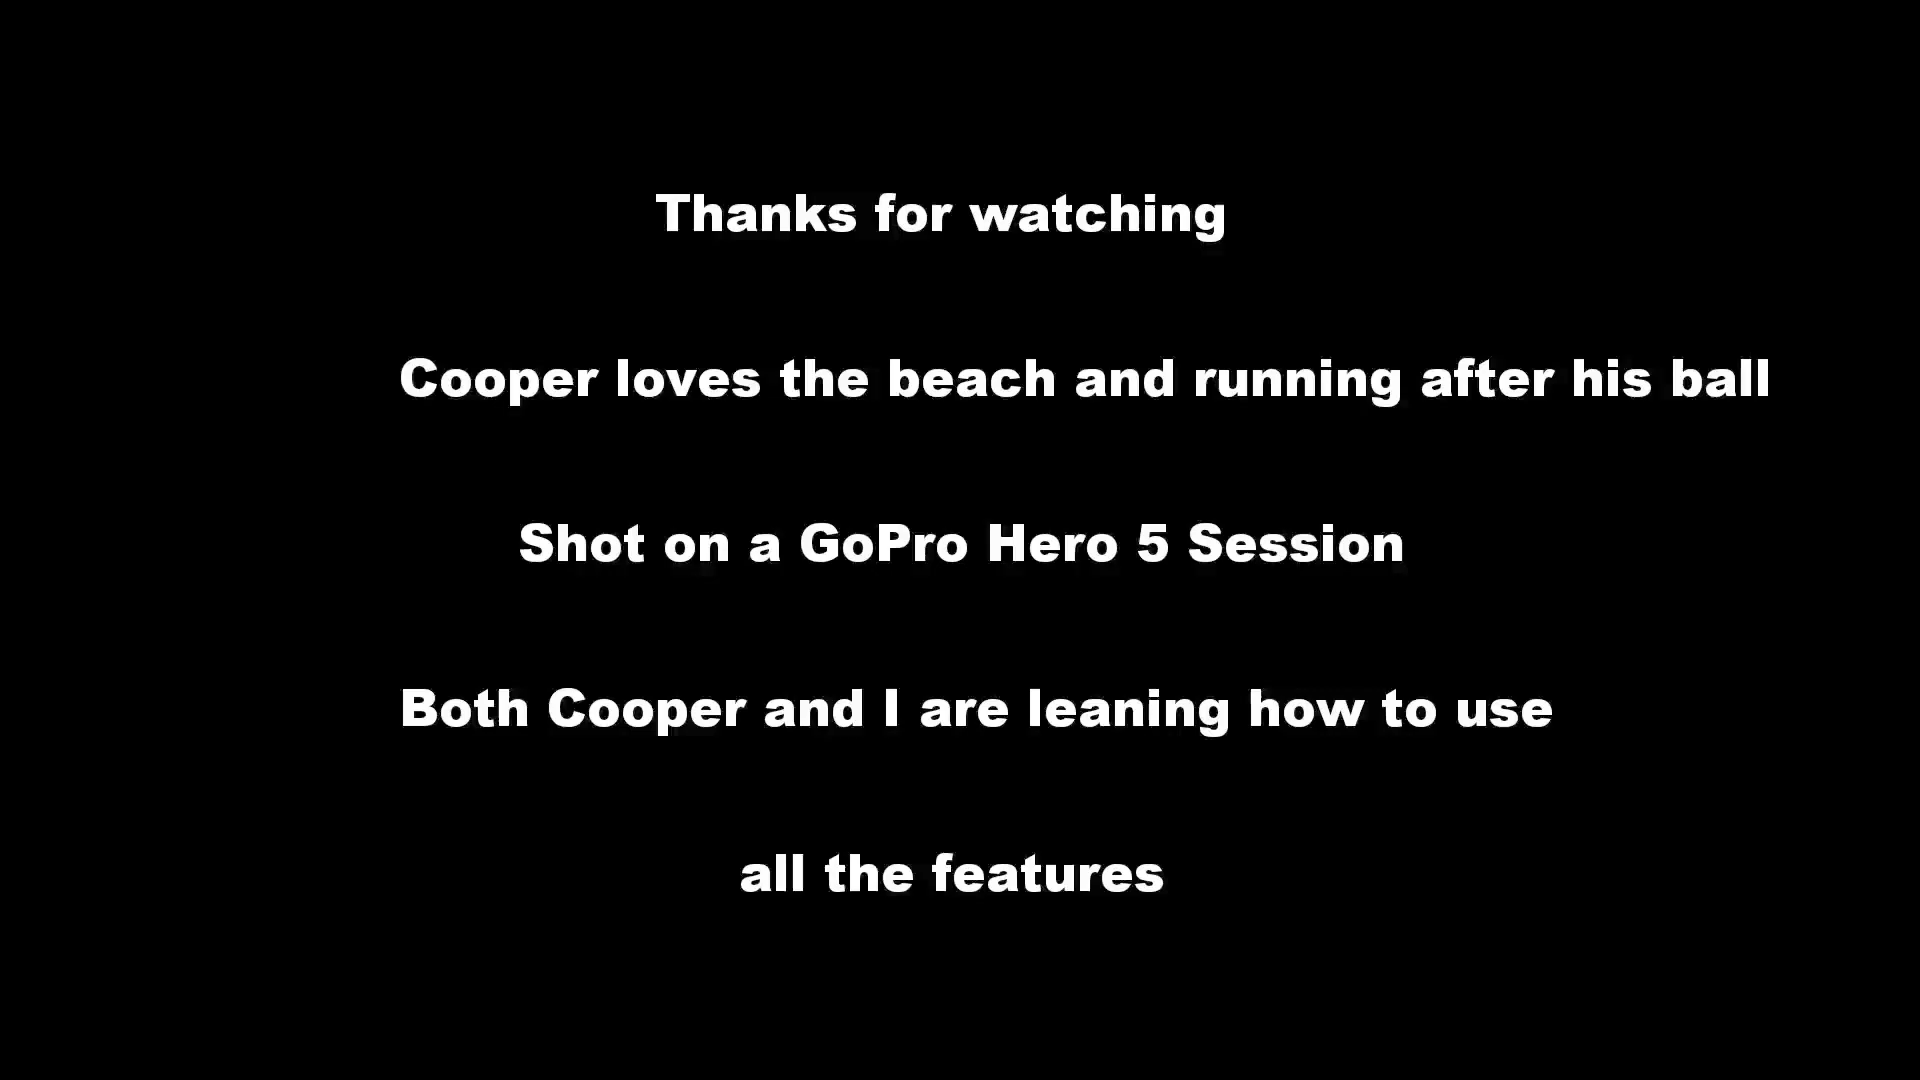 Thanks for watching
Cooper loves the beach and running after his ball
Shot on a GoPro Hero 5 Session
Both Cooper and I are leaning how to use
all the features